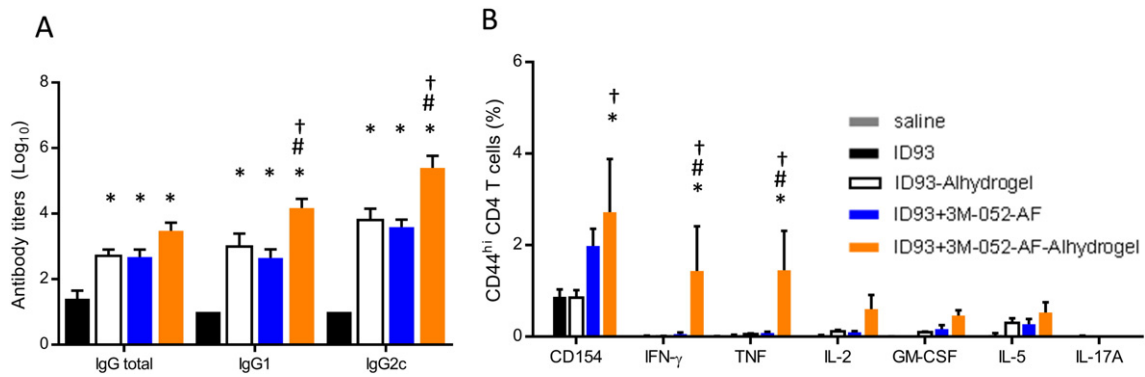 A
Antibody titers (Log10)
8
6
4
2
0
* * *
* * † # *
* * † # *
IgG total IgG1 IgG2c
B
CD44hi CD4 T cells (%)
6
4
2
0
† *
† # *
† # *
CD154 IFN-γ TNF IL-2 GM-CSF IL-5 IL-17A
saline
ID93
ID93-Alhydrogel
ID93+3M-052-AF
ID93+3M-052-AF-Alhydrogel